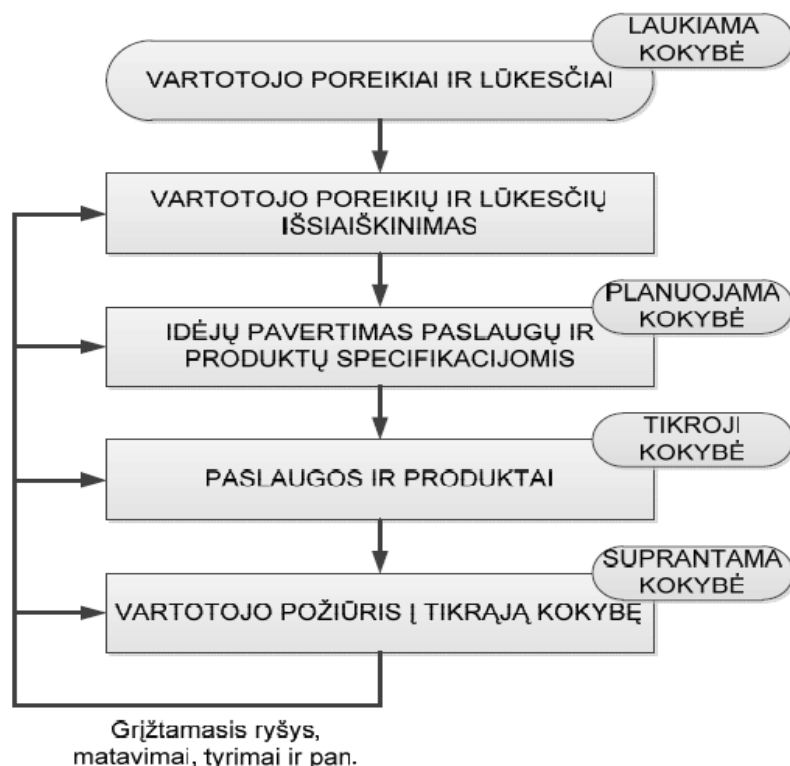 LAUKIAMA
KOKYBĖ
VARTOTOJO POREIKIAI IR LŪKESČIAI
VARTOTOJO POREIKIŲ IR LŪKESČIŲ
IŠSIAIŠKINIMAS
PLANUOJAMA
KOKYBĖ
IDĖJŲ PAVERTIMAS PASLAUGŲ IR
PRODUKTŲ SPECIFIKACIJOMIS
TIKROJI
KOKYBĖ
PASLAUGOS IR PRODUKTAI
SUPRANTAMA
KOKYBĖ
VARTOTOJO POŽIŪRIS Į TIKRĄJĄ KOKYBĘ
Grįžtamasis ryšys,
matavimai, tyrimai ir pan.